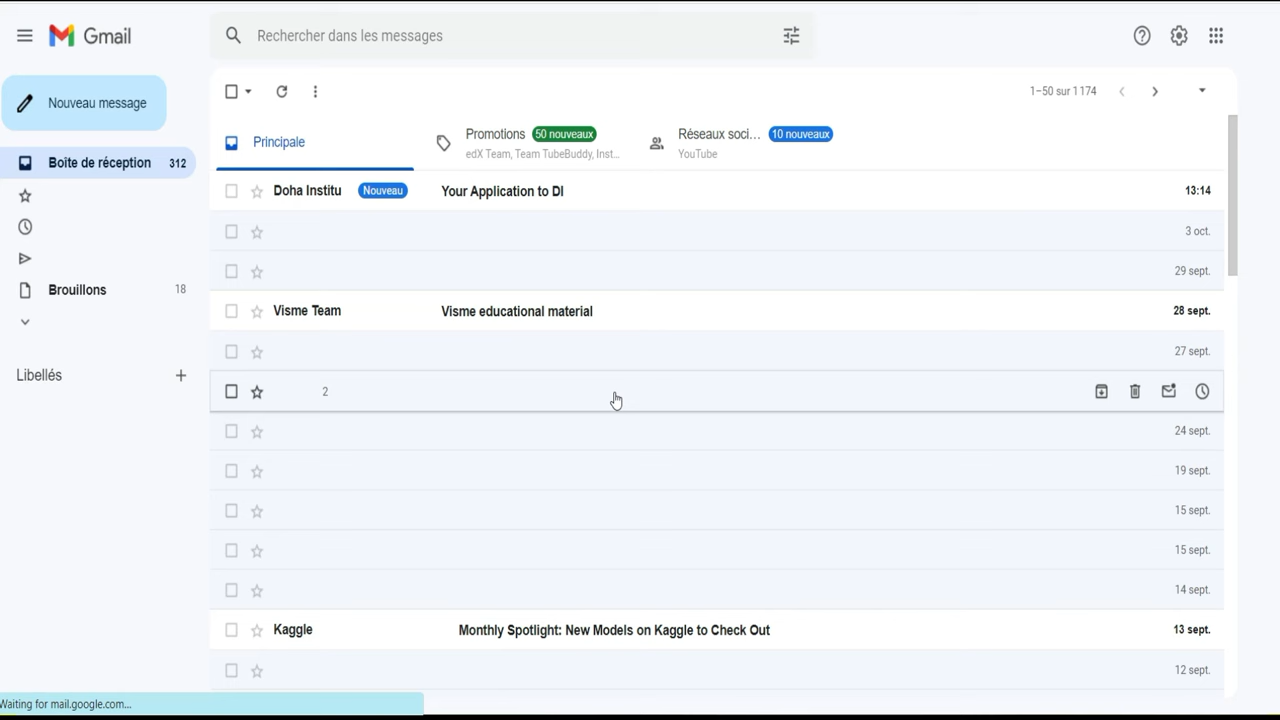 Gmail
Rechercher dans les messages
Nouveau message
1–50 sur 1 174
Principale
Promotions 50 nouveaux
edX Team, Team TubeBuddy, Inst...
Réseaux soci... 10 nouveaux
YouTube
Boîte de réception 312
Doha Institu Nouveau Your Application to DI 13:14
3 oct.
29 sept.
Brouillons 18
Visme Team Visme educational material 28 sept.
27 sept.
Libellés
2
24 sept.
19 sept.
15 sept.
15 sept.
14 sept.
Kaggle Monthly Spotlight: New Models on Kaggle to Check Out 13 sept.
12 sept.
Waiting for mail.google.com...